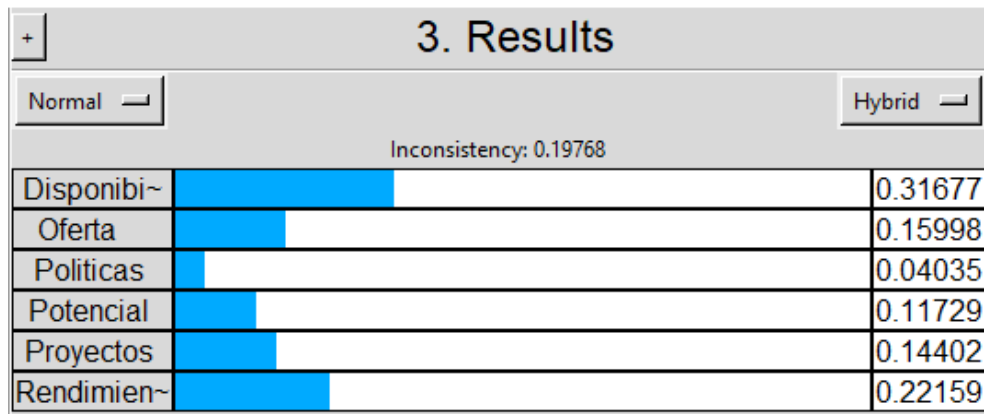 + 3. Results
Normal Hybrid
Inconsistency: 0.19768
Disponibi~ 0.31677
Oferta 0.15998
Politicas 0.04035
Potencial 0.11729
Proyectos 0.14402
Rendimien~ 0.22159